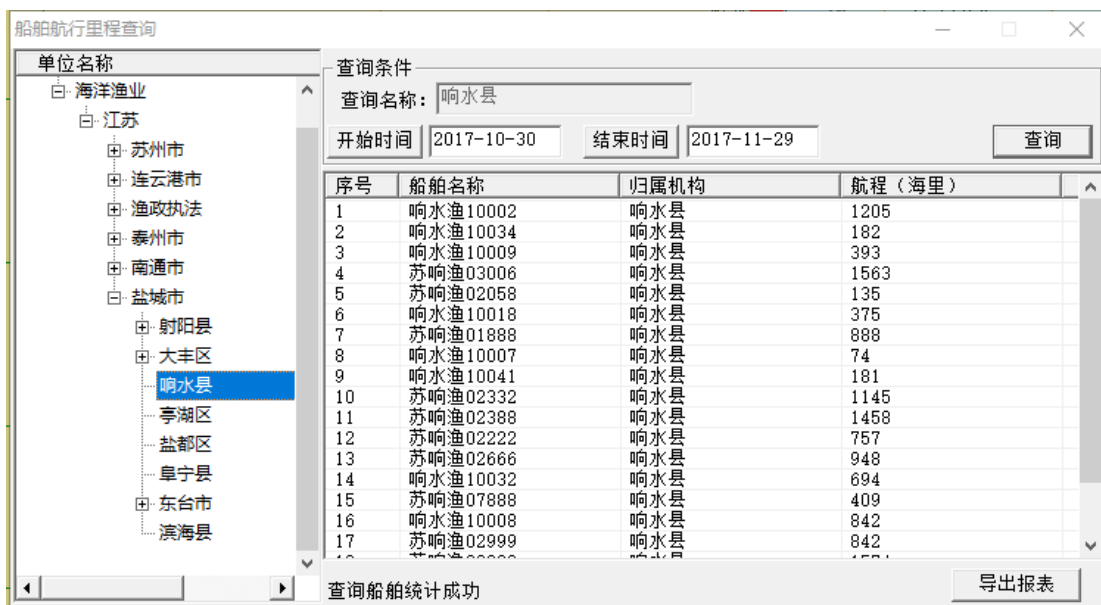 船舶航行里程查询
单位名称
海洋渔业
江苏
苏州市
连云港市
渔政执法
泰州市
南通市
盐城市
射阳县
大丰区
响水县
亭湖区
盐都区
阜宁县
东台市
滨海县
查询条件
查询名称: 响水县
开始时间 2017-10-30 结束时间 2017-11-29 查询
序号 船舶名称 归属机构 航程（海里）
1 响水渔10002 响水县 1205
2 响水渔10034 响水县 182
3 响水渔10009 响水县 393
4 苏响渔03006 响水县 1563
5 苏响渔02058 响水县 135
6 响水渔10018 响水县 375
7 苏响渔01888 响水县 888
8 响水渔10007 响水县 74
9 响水渔10041 响水县 181
10 苏响渔02332 响水县 1145
11 苏响渔02388 响水县 1458
12 苏响渔02222 响水县 757
13 苏响渔02666 响水县 948
14 响水渔10032 响水县 694
15 苏响渔07888 响水县 409
16 响水渔10008 响水县 842
17 苏响渔02999 响水县 842
查询船舶统计成功 导出报表